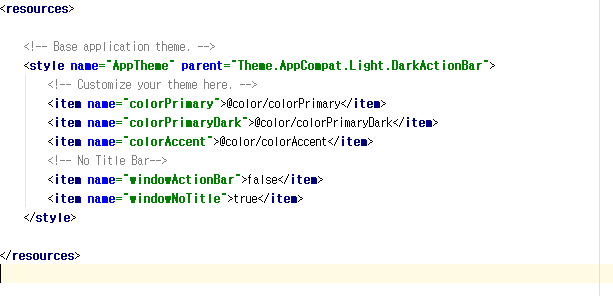 <resources>
<!-- Base application theme. -->
<style name="AppTheme" parent="Theme.AppCompat.Light.DarkActionBar">
<!-- Customize your theme here. -->
<item name="colorPrimary">@color/colorPrimary</item>
<item name="colorPrimaryDark">@color/colorPrimaryDark</item>
<item name="colorAccent">@color/colorAccent</item>
<!-- No Title Bar-->
<item name="windowActionBar">false</item>
<item name="windowNoTitle">true</item>
</style>
</resources>